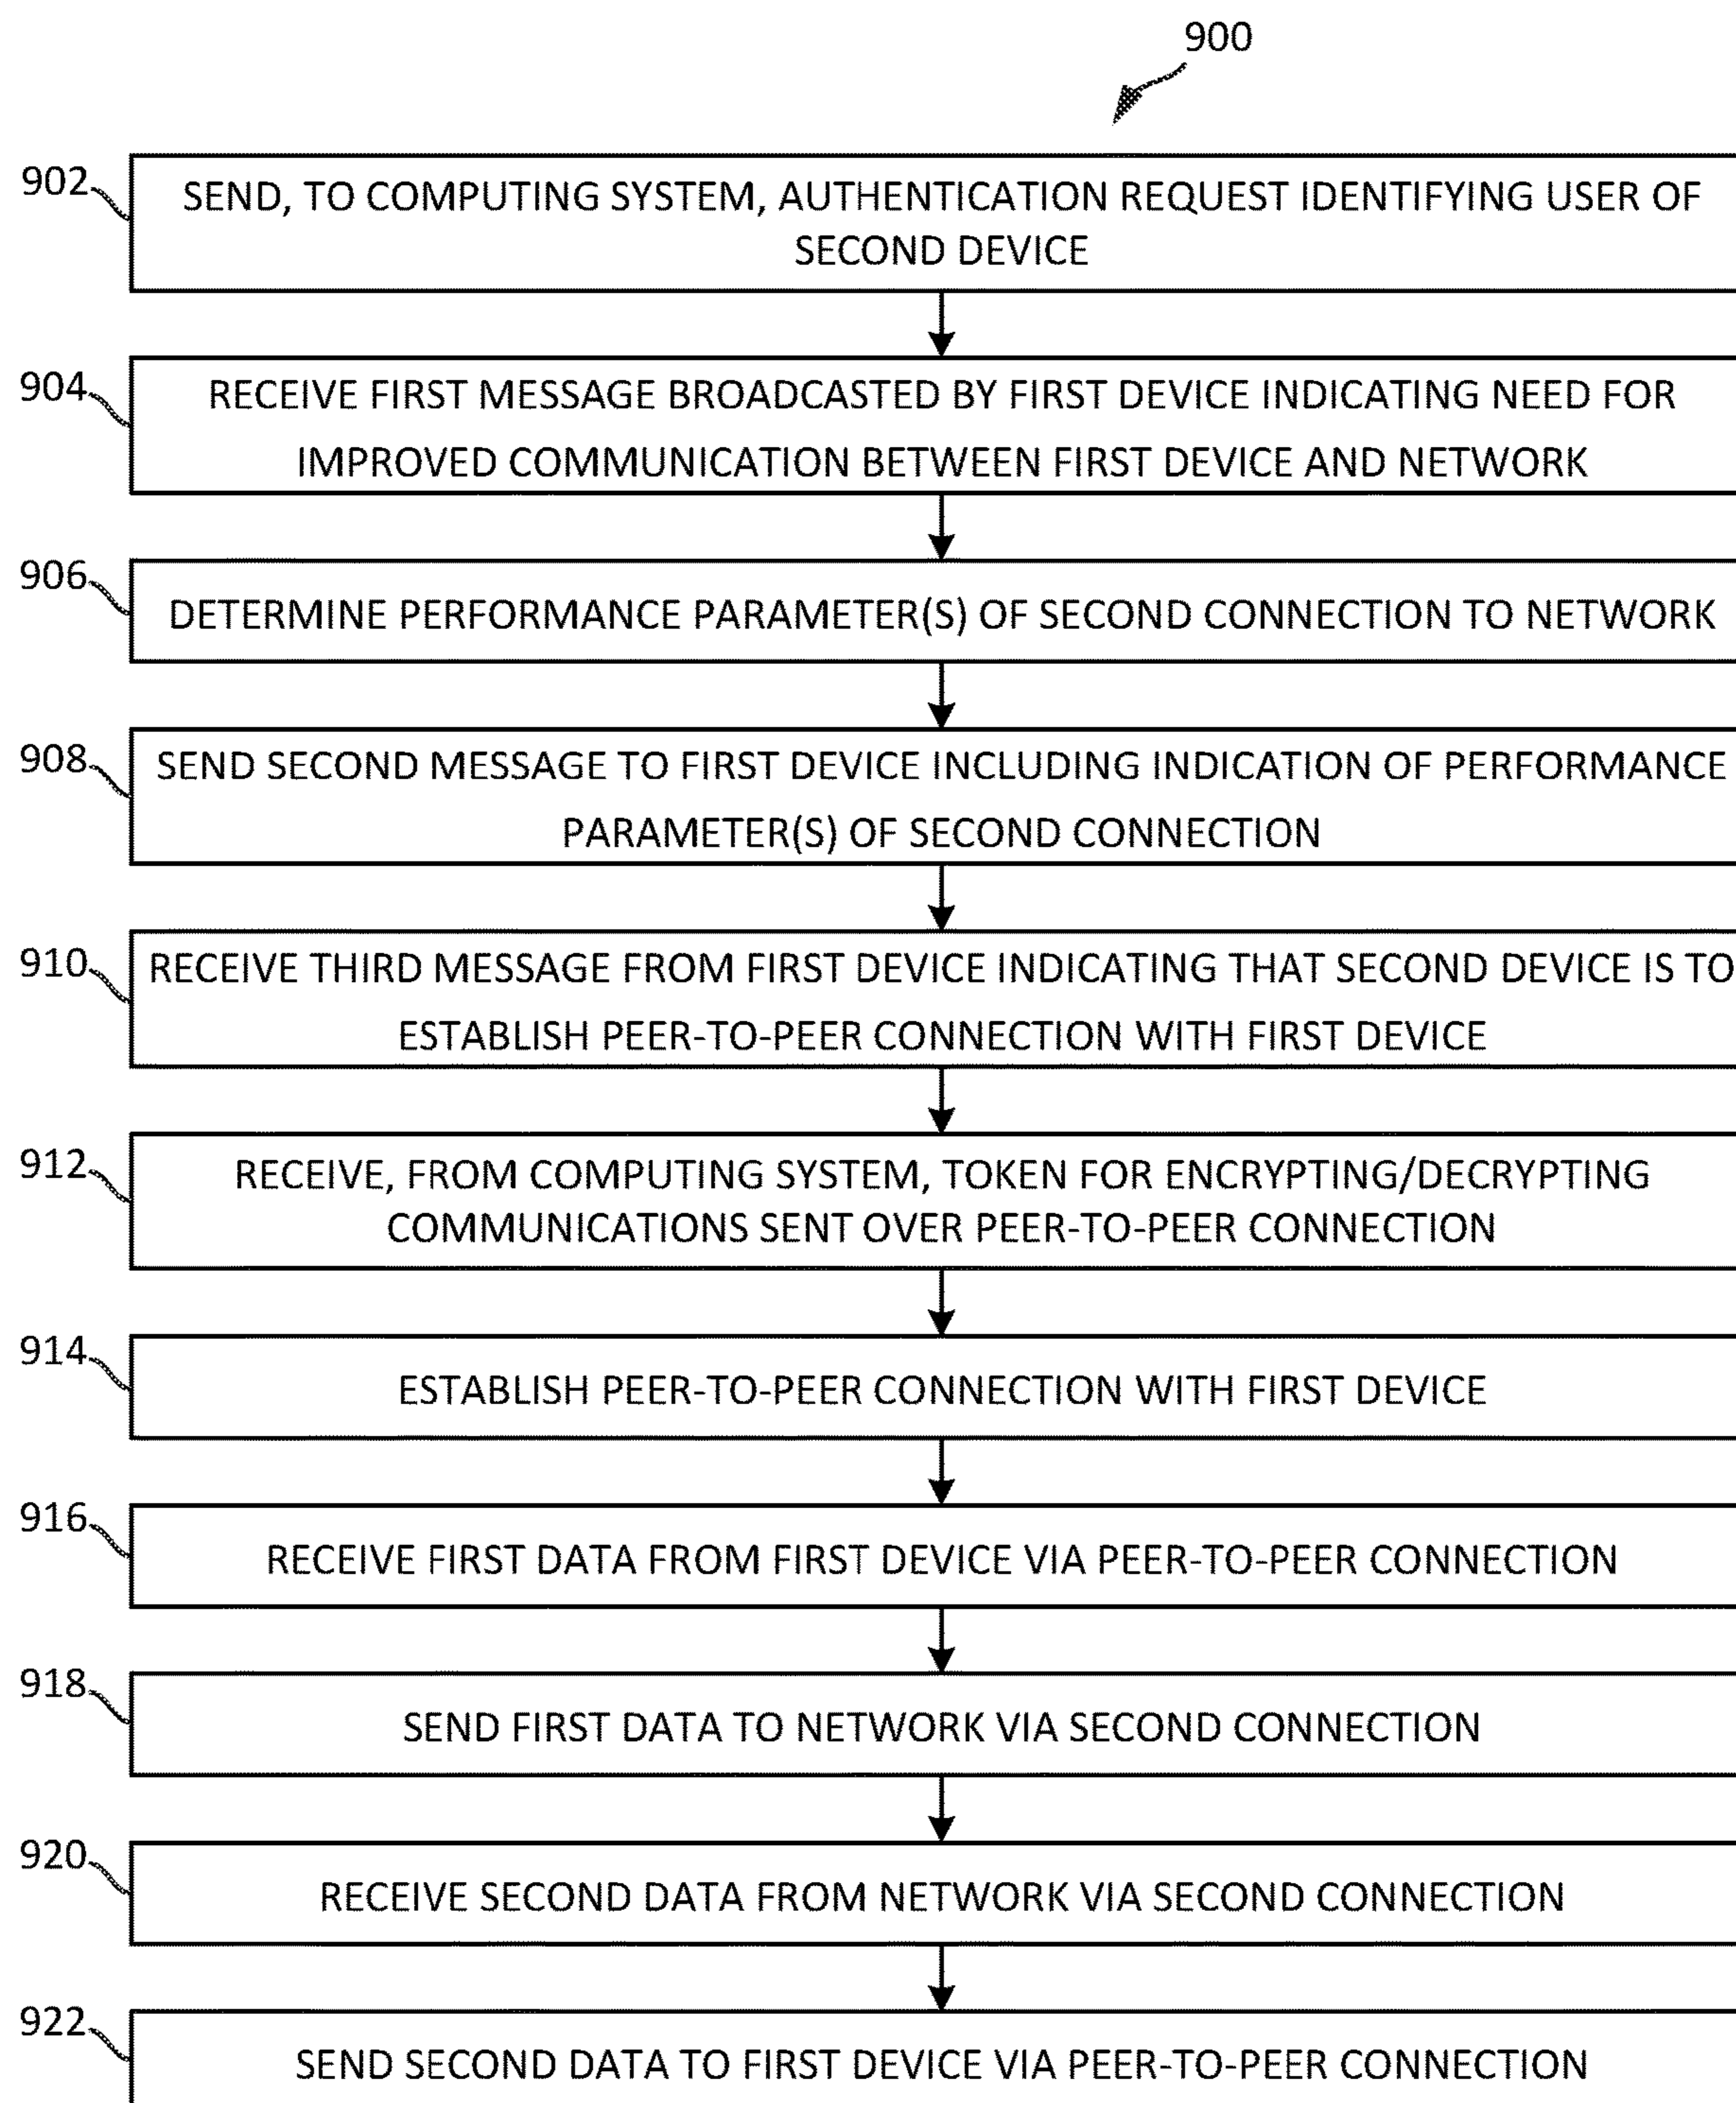 900
902
SEND, TO COMPUTING SYSTEM, AUTHENTICATION REQUEST IDENTIFYING USER OF
SECOND DEVICE
904
RECEIVE FIRST MESSAGE BROADCASTED BY FIRST DEVICE INDICATING NEED FOR
IMPROVED COMMUNICATION BETWEEN FIRST DEVICE AND NETWORK
906
DETERMINE PERFORMANCE PARAMETER(S) OF SECOND CONNECTION TO NETWORK
908
SEND SECOND MESSAGE TO FIRST DEVICE INCLUDING INDICATION OF PERFORMANCE
PARAMETER(S) OF SECOND CONNECTION
910
RECEIVE THIRD MESSAGE FROM FIRST DEVICE INDICATING THAT SECOND DEVICE IS TO
ESTABLISH PEER-TO-PEER CONNECTION WITH FIRST DEVICE
912
RECEIVE, FROM COMPUTING SYSTEM, TOKEN FOR ENCRYPTING/DECRYPTING
COMMUNICATIONS SENT OVER PEER-TO-PEER CONNECTION
914
ESTABLISH PEER-TO-PEER CONNECTION WITH FIRST DEVICE
916
RECEIVE FIRST DATA FROM FIRST DEVICE VIA PEER-TO-PEER CONNECTION
918
SEND FIRST DATA TO NETWORK VIA SECOND CONNECTION
920
RECEIVE SECOND DATA FROM NETWORK VIA SECOND CONNECTION
922
SEND SECOND DATA TO FIRST DEVICE VIA PEER-TO-PEER CONNECTION